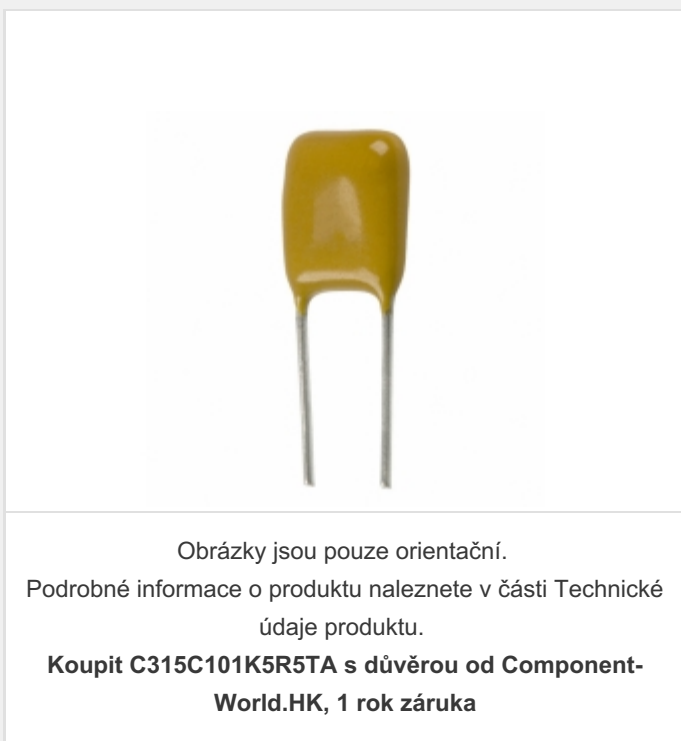 Obrázky jsou pouze orientační.
Podrobné informace o produktu naleznete v části Technické
údaje produktu.
Koupit C315C101K5R5TA s důvěrou od Component-
World.HK, 1 rok záruka